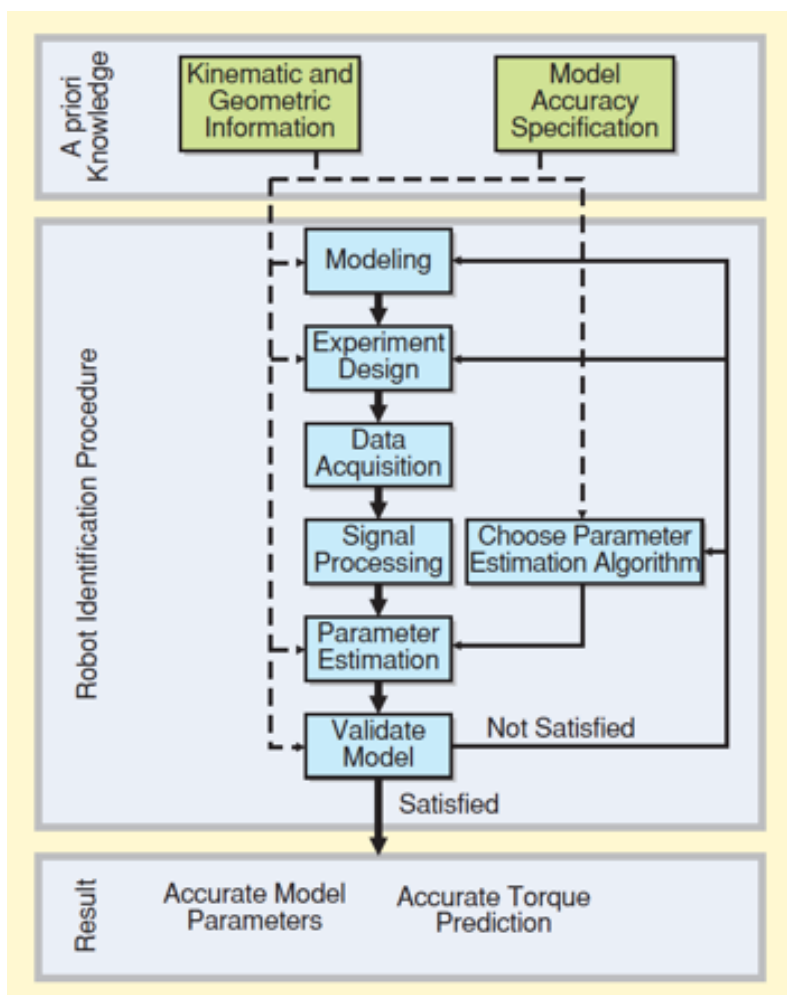 A priori
Knowledge
Kinematic and
Geometric
Information
Model
Accuracy
Specification
Robot Identification Procedure
Modeling
Experiment
Design
Data
Acquisition
Signal
Processing
Choose Parameter
Estimation Algorithm
Parameter
Estimation
Validate
Model
Not Satisfied
Satisfied
Result
Accurate Model
Parameters
Accurate Torque
Prediction